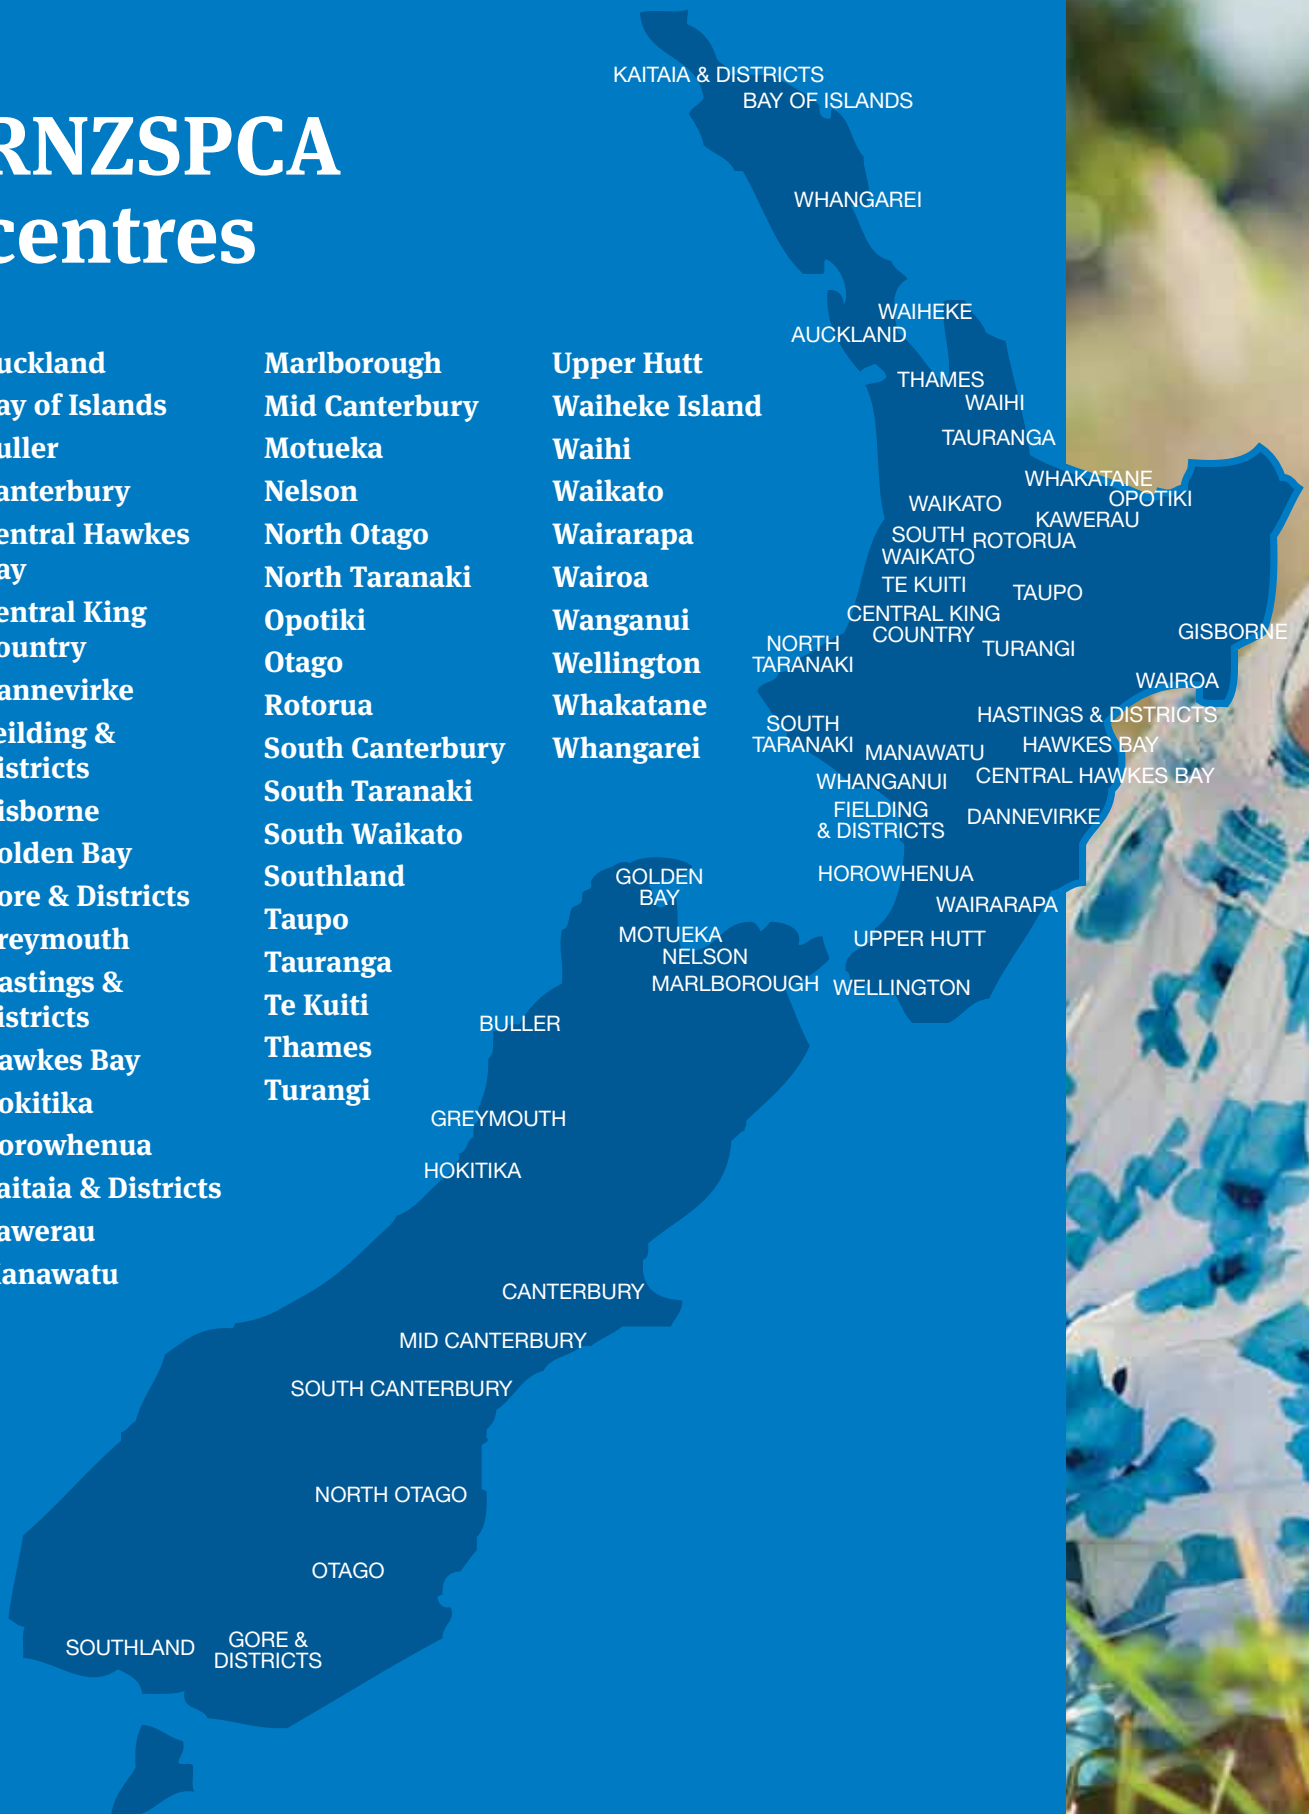 RNZSPCA
centres
uckland
ay of Islands
uller
anterbury
entral Hawkes
ay
entral King
ountry
annevirke
eilding &
istricts
isborne
olden Bay
ore & Districts
reymouth
astings &
istricts
awkes Bay
okitika
orowhenua
aitaia & Districts
awerau
anawatu
Marlborough
Mid Canterbury
Motueka
Nelson
North Otago
North Taranaki
Opotiki
Otago
Rotorua
South Canterbury
South Taranaki
South Waikato
Southland
Taupo
Tauranga
Te Kuiti
Thames
Turangi
Upper Hutt
Waiheke Island
Waihi
Waikato
Wairarapa
Wairoa
Wanganui
Wellington
Whakatane
Whangarei
KAITAIA & DISTRICTS
BAY OF ISLANDS
WHANGAREI
WAIHEKE
AUCKLAND
THAMES
WAIHI
TAURANGA
WHAKATANE
OPOTIKI
WAIKATO
KAWERAU
SOUTH
WAIKATO
ROTORUA
TE KUITI
TAUPO
CENTRAL KING
COUNTRY
GISBORNE
NORTH
TARANAKI
TURANGI
WAIROA
HASTINGS & DISTRICTS
SOUTH
TARANAKI
MANAWATU
HAWKES BAY
WHANGANUI
CENTRAL HAWKES BAY
FIELDING
& DISTRICTS
DANNEVIRKE
HOROWHENUA
WAIRARAPA
UPPER HUTT
WELLINGTON
GOLDEN
BAY
MOTUEKA
NELSON
MARLBOROUGH
BULLER
GREYMOUTH
HOKITIKA
CANTERBURY
MID CANTERBURY
SOUTH CANTERBURY
NORTH OTAGO
OTAGO
SOUTHLAND
GORE &
DISTRICTS